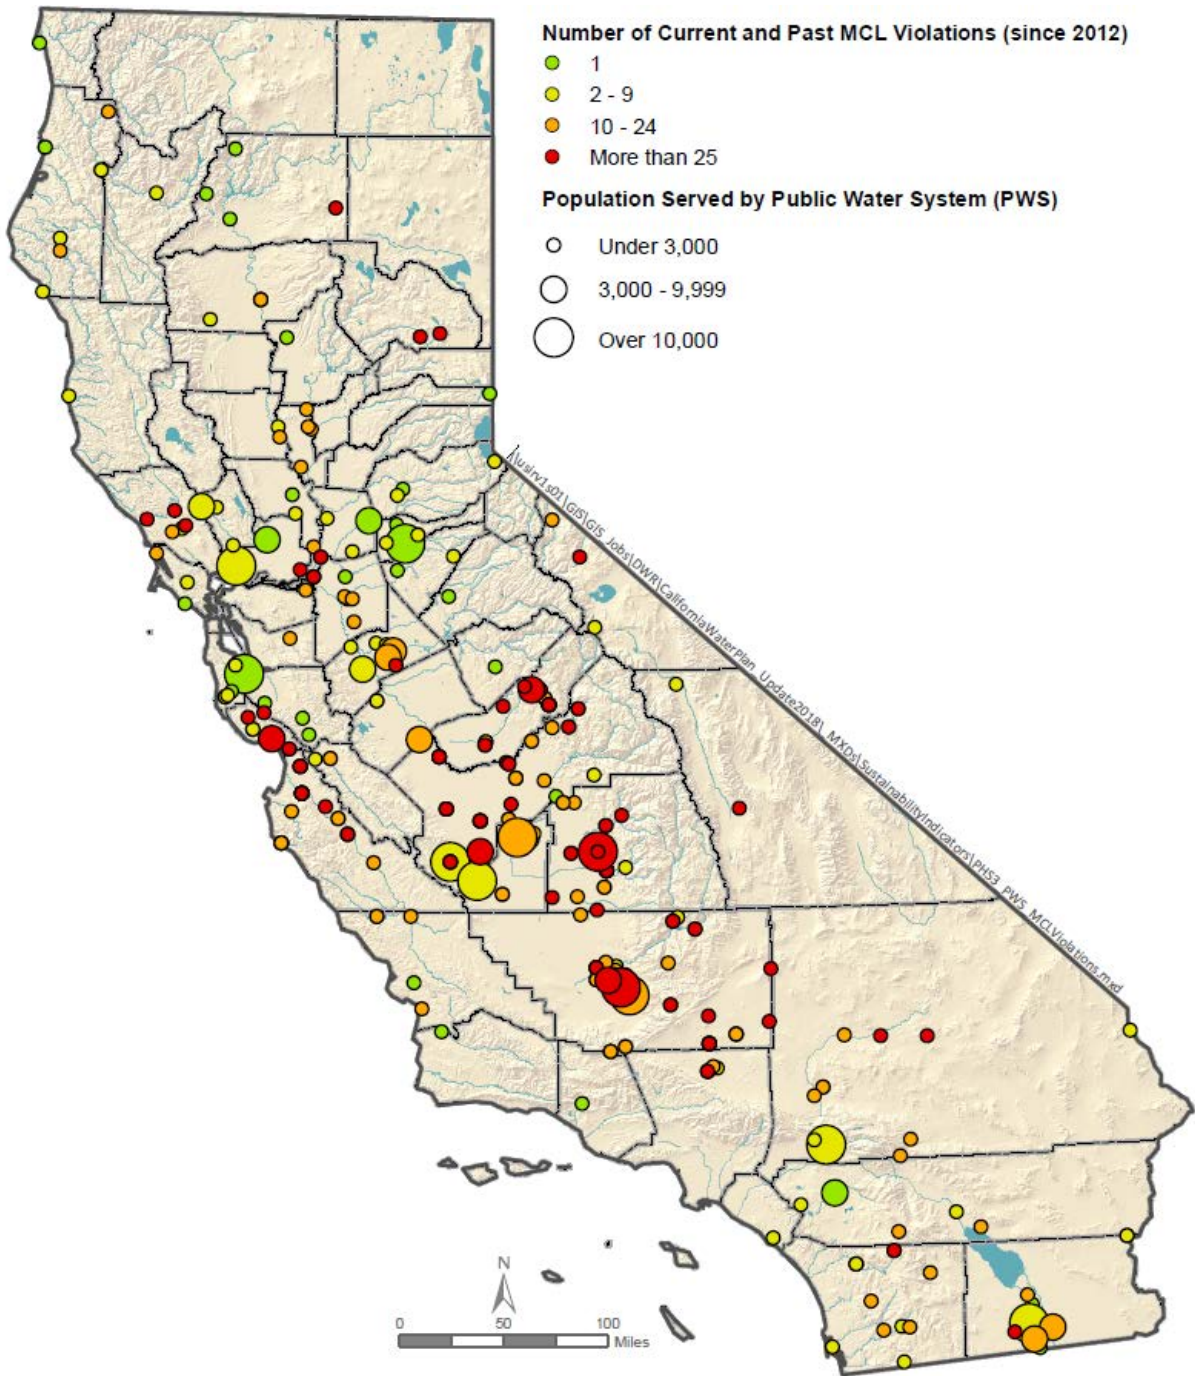 Number of Current and Past MCL Violations (since 2012)
1
2 - 9
10 - 24
More than 25
Population Served by Public Water System (PWS)
Under 3,000
3,000 - 9,999
Over 10,000
\\usirv1s01\GIS\GIS_Jobs\DWR\CaliforniaWaterPlan_Update2018\_MXDs\SustainabilityIndicators\PHS3_PWS_MCLViolations.mxd
N
0 50 100
Miles